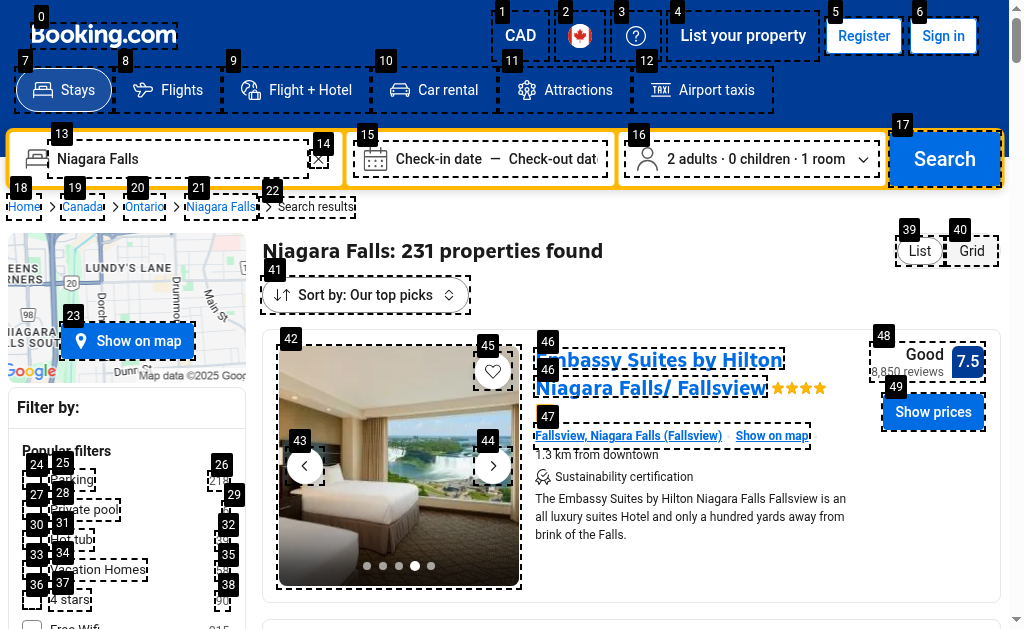 0
Booking.com
1
CAD
2
3
4
List your property
5
Register
6
Sign in
7
Stays
8
Flights
9
Flight + Hotel
10
Car rental
11
Attractions
12
Airport taxis
13
Niagara Falls
14
15
Check-in date — Check-out dat
16
2 adults · 0 children · 1 room
17
Search
18
Home
19
Canada
20
Ontario
21
Niagara Falls
22
Search results
LUNDY'S LANE
20
98
Main St
23
Show on map
Google
Map data ©2025 Goo
Filter by:
Popular filters
24
25
Parking
26
27
28
Private pool
29
30
31
Hot tub
32
33
34
Vacation Homes
35
36
37
4 stars
38
90
Niagara Falls: 231 properties found
39
List
40
Grid
41
Sort by: Our top picks
42
43
44
45
46
Embassy Suites by Hilton
46
Niagara Falls/ Fallsview
47
Fallsview, Niagara Falls (Fallsview)
Show on map
1.3 km from downtown
Sustainability certification
The Embassy Suites by Hilton Niagara Falls Fallsview is an
all luxury suites Hotel and only a hundred yards away from
brink of the Falls.
48
Good
8,850 reviews
7.5
49
Show prices